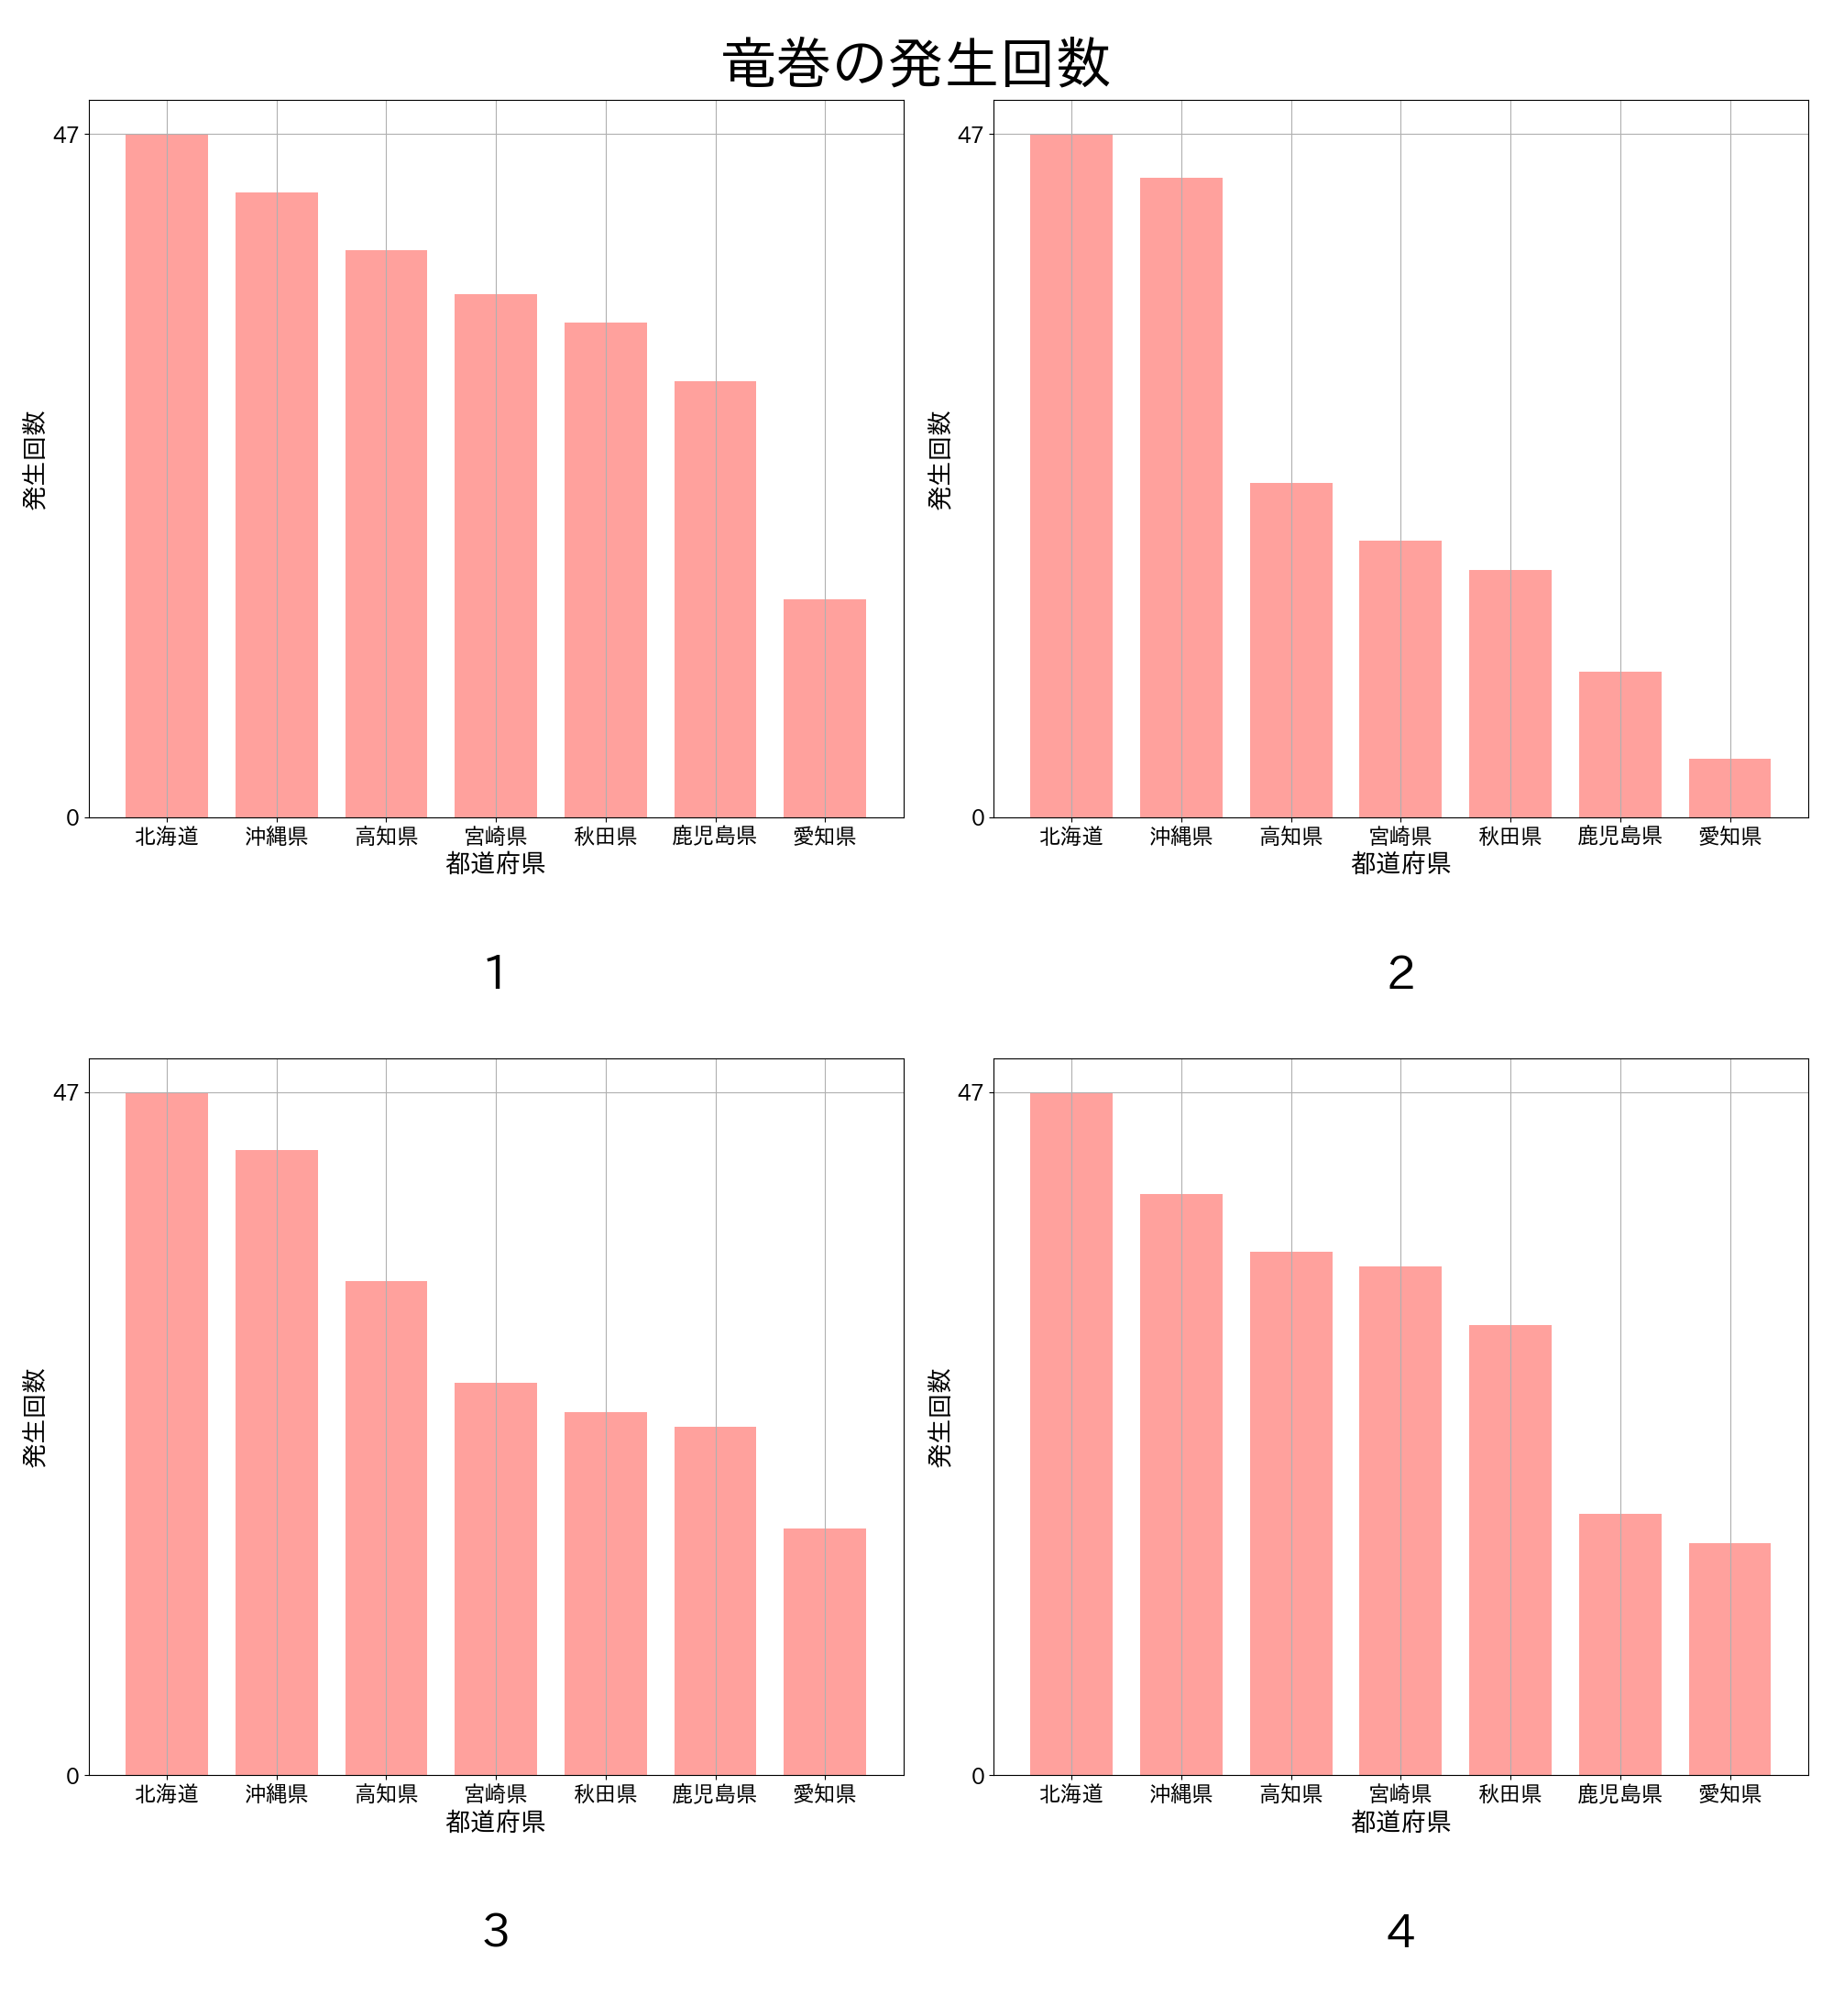 竜巻の発生回数
47
0
発生回数
北海道 沖縄県 高知県 宮崎県 秋田県 鹿児島県 愛知県
都道府県
1
47
0
発生回数
北海道 沖縄県 高知県 宮崎県 秋田県 鹿児島県 愛知県
都道府県
2
47
0
発生回数
北海道 沖縄県 高知県 宮崎県 秋田県 鹿児島県 愛知県
都道府県
3
47
0
発生回数
北海道 沖縄県 高知県 宮崎県 秋田県 鹿児島県 愛知県
都道府県
4